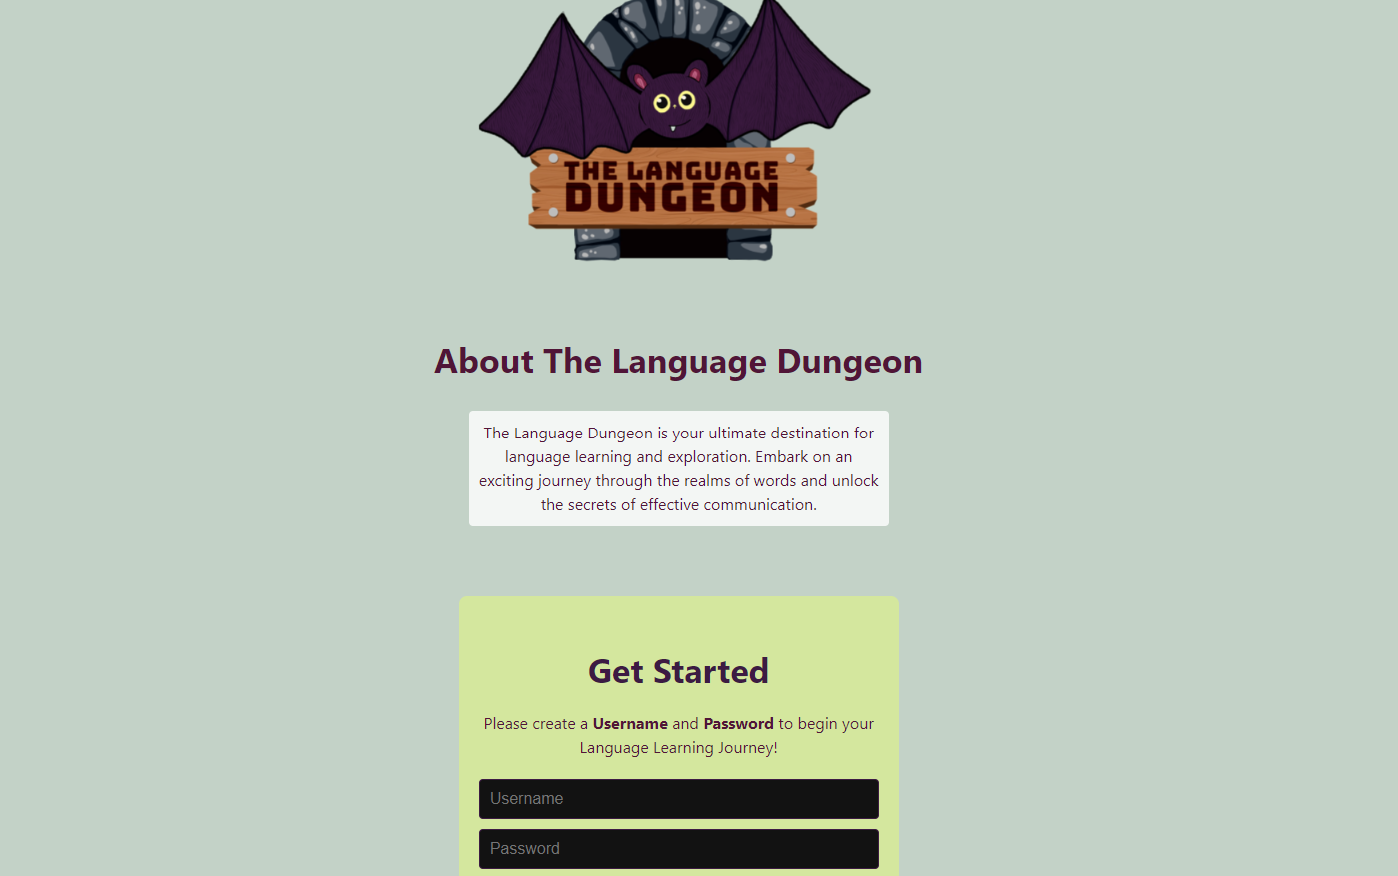 THE LANGUAGE
DUNGEON
About The Language Dungeon
The Language Dungeon is your ultimate destination for
language learning and exploration. Embark on an
exciting journey through the realms of words and unlock
the secrets of effective communication.
Get Started
Please create a Username and Password to begin your
Language Learning Journey!
Username
Password